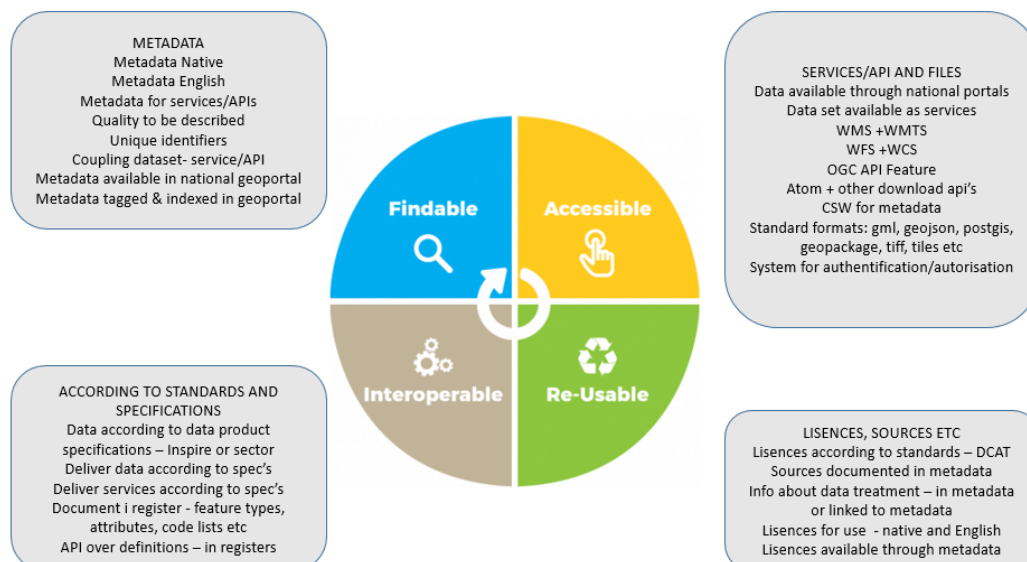 METADATA
Metadata Native
Metadata English
Metadata for services/APIs
Quality to be described
Unique identifiers
Coupling dataset- service/API
Metadata available in national geoportal
Metadata tagged & indexed in geoportal
SERVICES/API AND FILES
Data available through national portals
Data set available as services
WMS +WMTS
WFS +WCS
OGC API Feature
Atom + other download api's
CSW for metadata
Standard formats: gml, geojson, postgis,
geopackage, tiff, tiles etc
System for authentification/autorisation
Findable
Accessible
Interoperable
Re-Usable
ACCORDING TO STANDARDS AND
SPECIFICATIONS
Data according to data product
specifications – Inspire or sector
Deliver data according to spec's
Deliver services according to spec's
Document i register - feature types,
attributes, code lists etc
API over definitions – in registers
LISENCES, SOURCES ETC
Lisences according to standards – DCAT
Sources documented in metadata
Info about data treatment – in metadata
or linked to metadata
Lisences for use - native and English
Lisences available through metadata